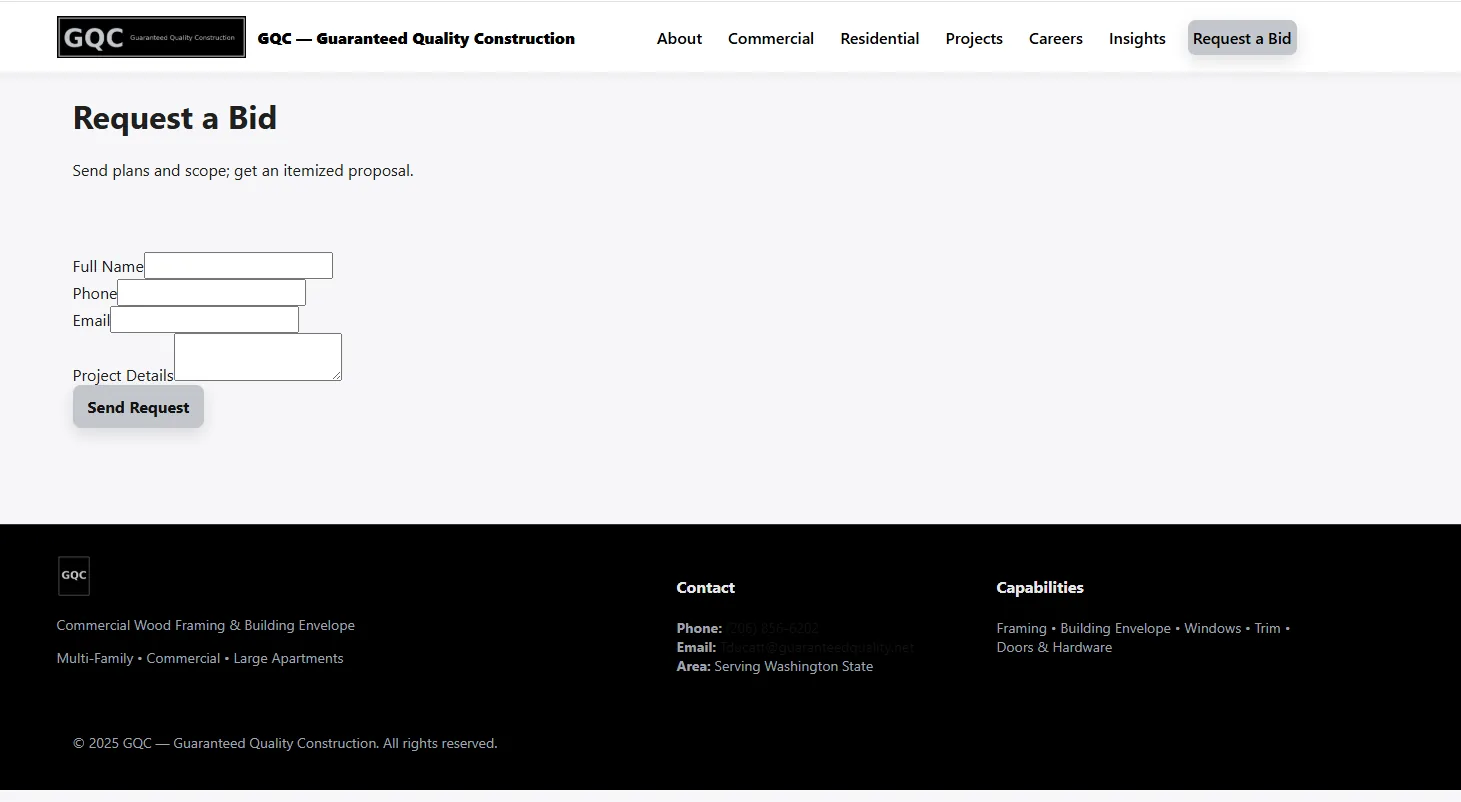 GQC Guaranteed Quality Construction GQC — Guaranteed Quality Construction About Commercial Residential Projects Careers Insights Request a Bid
Request a Bid
Send plans and scope; get an itemized proposal.
Full Name
Phone
Email
Project Details
Send Request
GQC
Commercial Wood Framing & Building Envelope
Multi-Family • Commercial • Large Apartments
Contact
Phone: (206) 856-6202
Email:
Area: Serving Washington State
Capabilities
Framing • Building Envelope • Windows • Trim •
Doors & Hardware
© 2025 GQC — Guaranteed Quality Construction. All rights reserved.